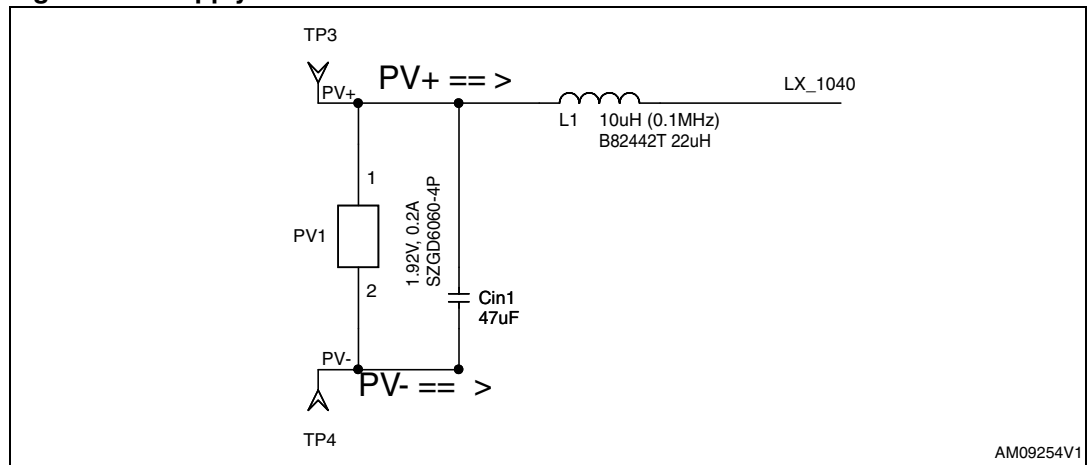 TP3
PV+ == >
PV+
LX_1040
L1 10uH (0.1MHz)
B82442T 22uH
1
PV1
1.92V, 0.2A
SZGD6060-4P
2
Cin1
47uF
PV-
PV- == >
TP4
AM09254V1